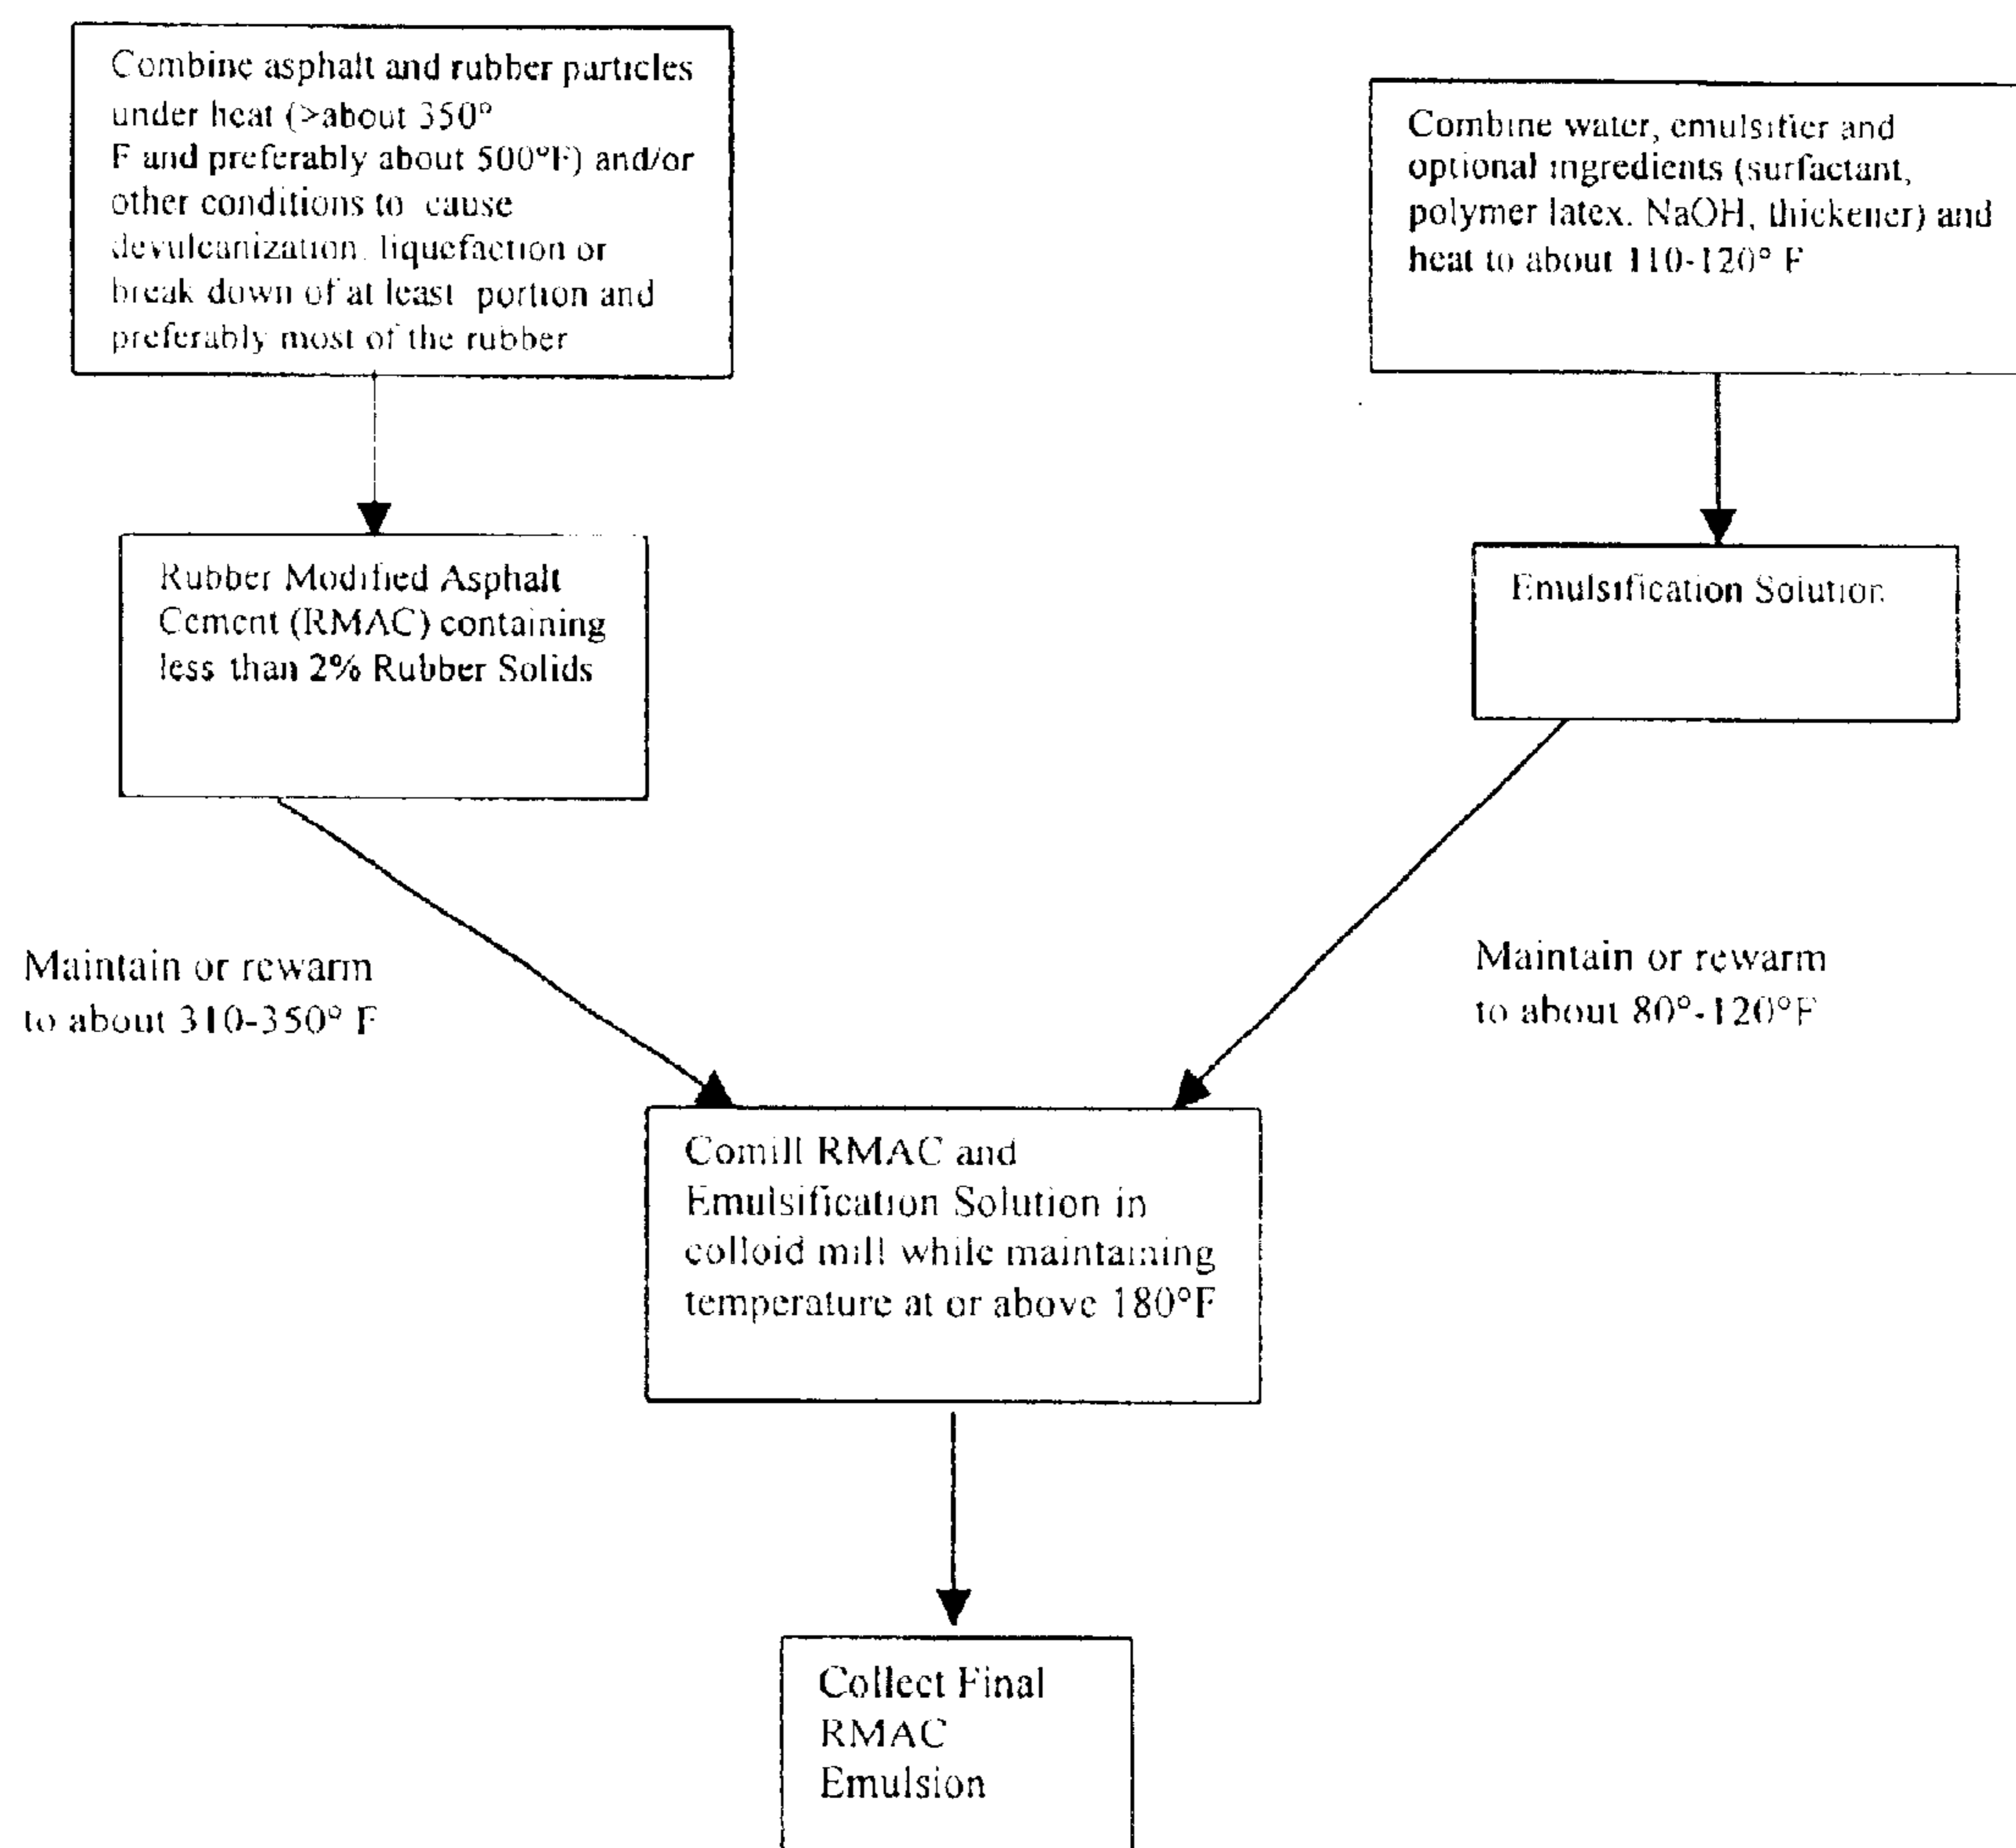 Combine asphalt and rubber particles
under heat (>about 350°
F and preferably about 500°F) and/or
other conditions to cause
devulcanization, liquefaction or
break down of at least portion and
preferably most of the rubber
Combine water, emulsifier and
optional ingredients (surfactant,
polymer latex. NaOH, thickener) and
heat to about 110-120° F
Rubber Modified Asphalt
Cement (RMAC) containing
less than 2% Rubber Solids
Emulsification Solution
Maintain or rewarm
to about 310-350° F
Maintain or rewarm
to about 80°-120°F
Comill RMAC and
Emulsification Solution in
colloid mill while maintaining
temperature at or above 180°F
Collect Final
RMAC
Emulsion